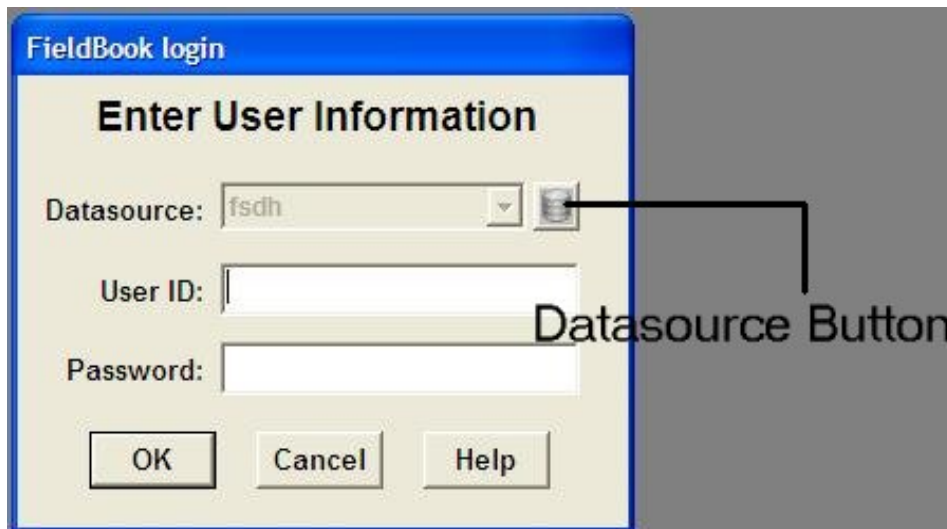 FieldBook login
Enter User Information
Datasource: fsdh
User ID:
Datasource Button
Password:
OK Cancel Help